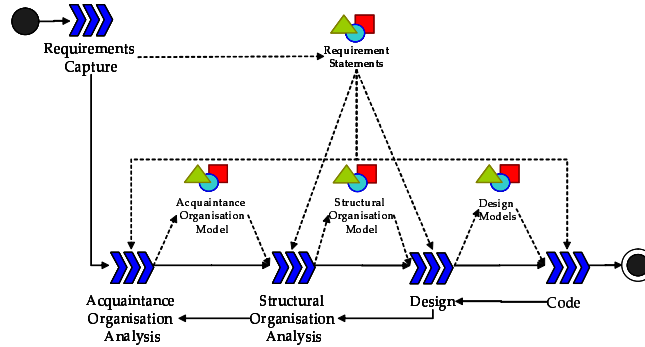 Requirements
Capture
Requirement
Statements
Acquaintance
Organisation
Model
Structural
Organisation
Model
Design
Models
Acquaintance
Organisation
Analysis
Structural
Organisation
Analysis
Design
Code